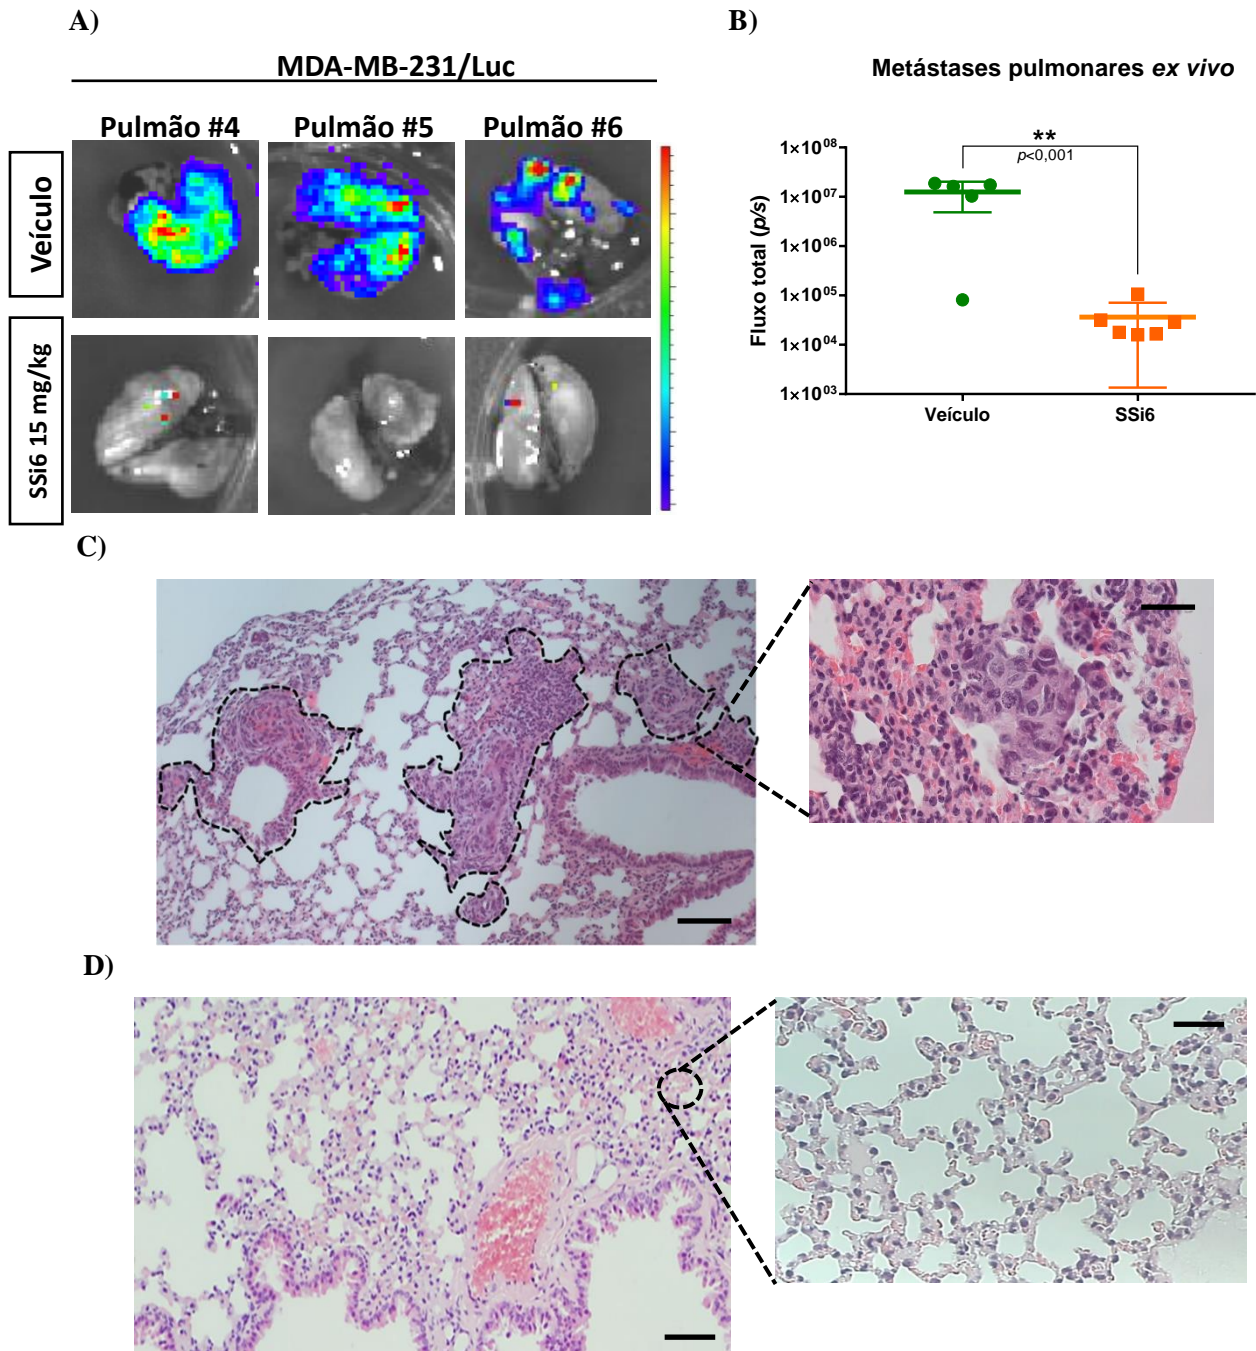 A)
MDA-MB-231/Luc
Pulmão #4
Pulmão #5
Pulmão #6
Veículo
SSi6 15 mg/kg
B)
Metástases pulmonares ex vivo
**
p<0,001
Fluxo total (p/s)
1×10⁰⁸
1×10⁰⁷
1×10⁰⁶
1×10⁰⁵
1×10⁰⁴
1×10⁰³
Veículo
SSi6
C)
D)